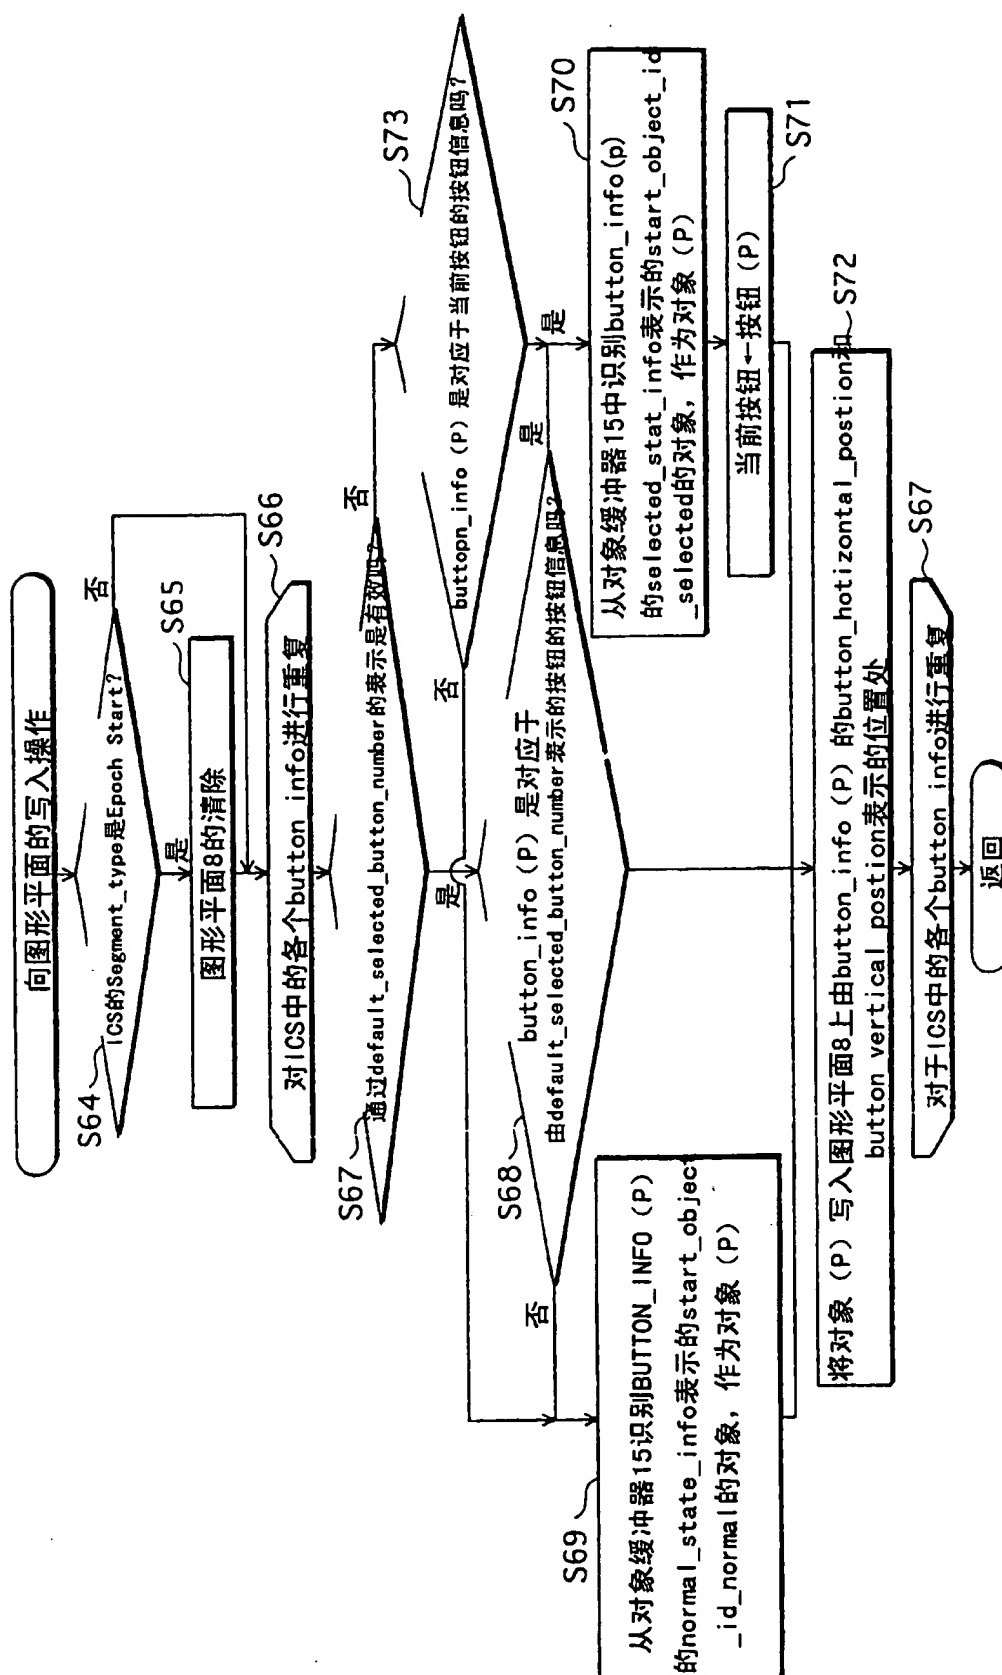 向图形平面的写入操作
S64
ICS的Segment_type是Epoch Start?
否
是
S65
图形平面8的清除
S66
对ICS中的各个button info进行重复
S67
通过default_selected_button_number的表示是有效吗?
否
是
S73
buttopn_info (P) 是对应于当前按钮的按钮信息吗?
否
是
S68
button_info (P) 是对应于
由default_selected_button_number表示的按钮的按钮信息吗?
是
否
S70
从对象缓冲器15中识别button_info(p)
的selected_stat_info表示的start_object_id
_selected的对象, 作为对象 (P)
S71
当前按钮←按钮 (P)
S69
从对象缓冲器15识别BUTTON_INFO (P)
的normal_state_info表示的start_object
_id_normal的对象, 作为对象 (P)
S72
将对象 (P) 写入图形平面8上由button_info (P) 的button_hotizontal_postion和
button vertical_postion表示的位置处
S67
对于ICS中的各个button info进行重复
返回